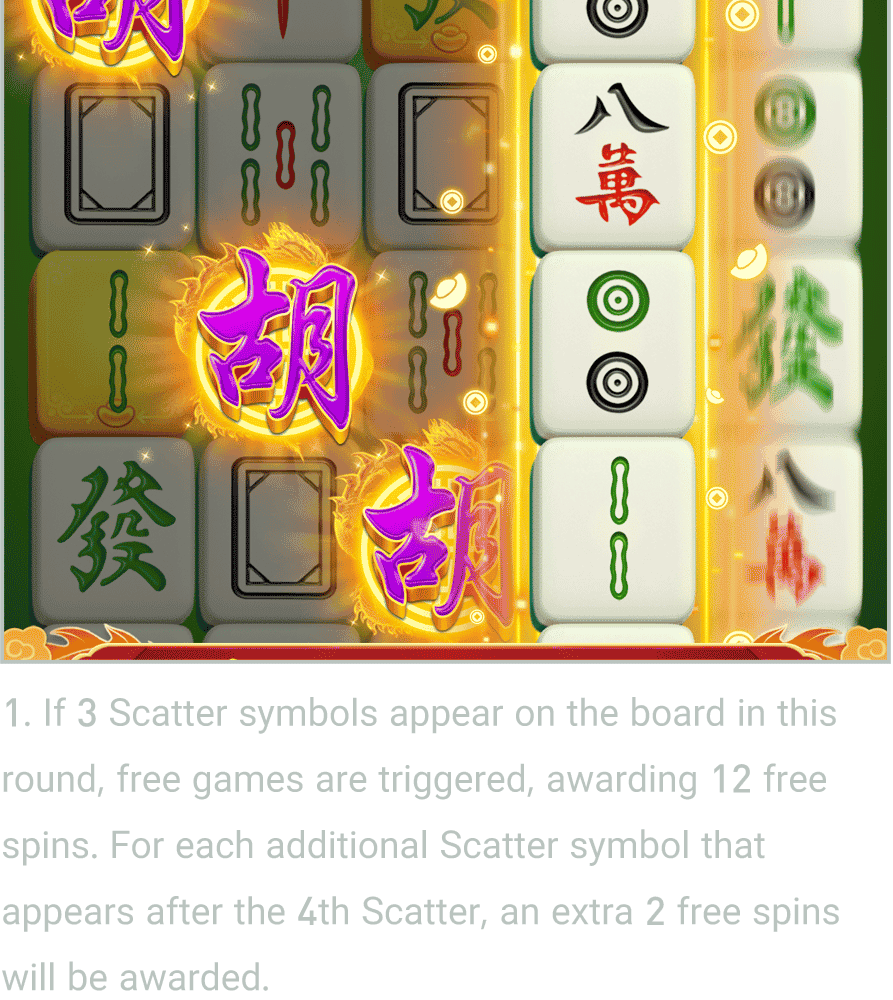 胡
八
萬
胡
發
發
胡
八
萬
1. If 3 Scatter symbols appear on the board in this
round, free games are triggered, awarding 12 free
spins. For each additional Scatter symbol that
appears after the 4th Scatter, an extra 2 free spins
will be awarded.